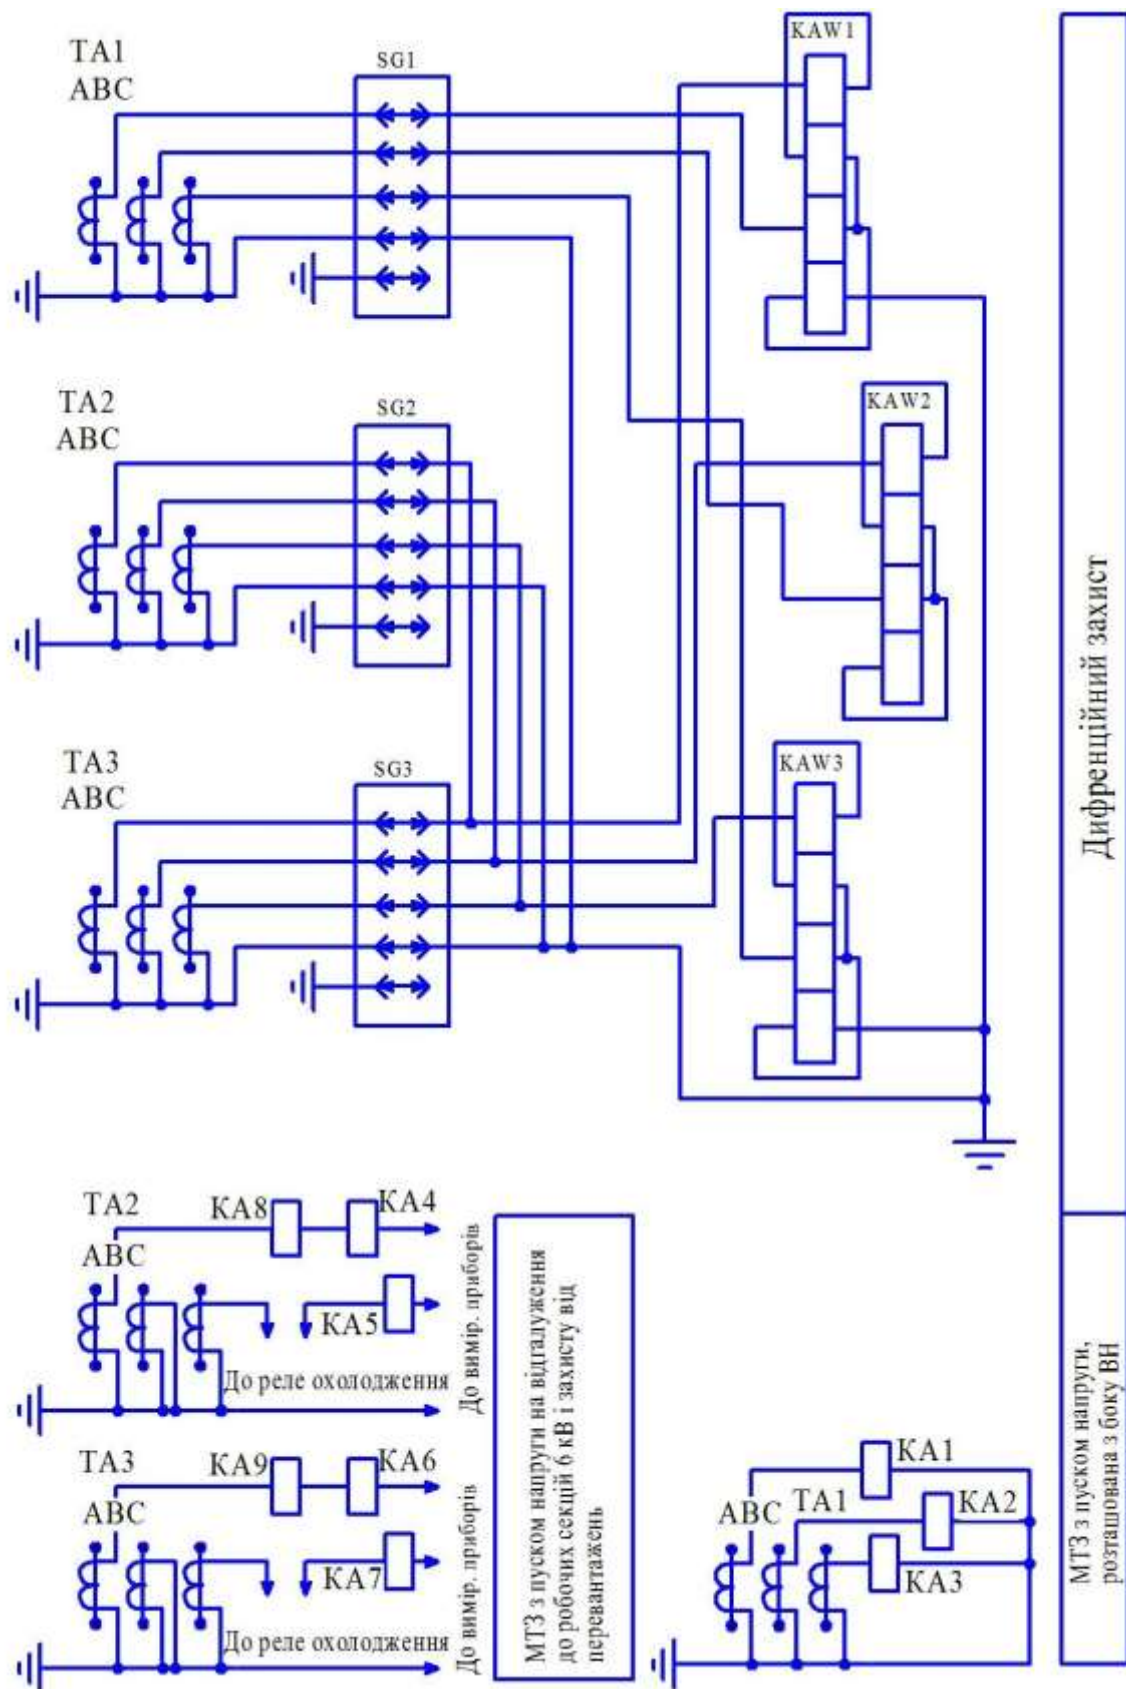 TA1
ABC
SG1
KAW1
TA2
ABC
SG2
KAW2
TA3
ABC
SG3
KAW3
Дифренційний захист
TA2
ABC
KA8
KA4
KA5
До реле охолодження
До вимір. приборів
TA3
ABC
KA9
KA6
KA7
До реле охолодження
До вимір. приборів
МТЗ з пуском напруги на відгалуження
до робочих секцій 6 кВ і захисту від
перевантажень
KA1
ABC
TA1
KA2
KA3
МТЗ з пуском напруги,
розташована з боку ВН